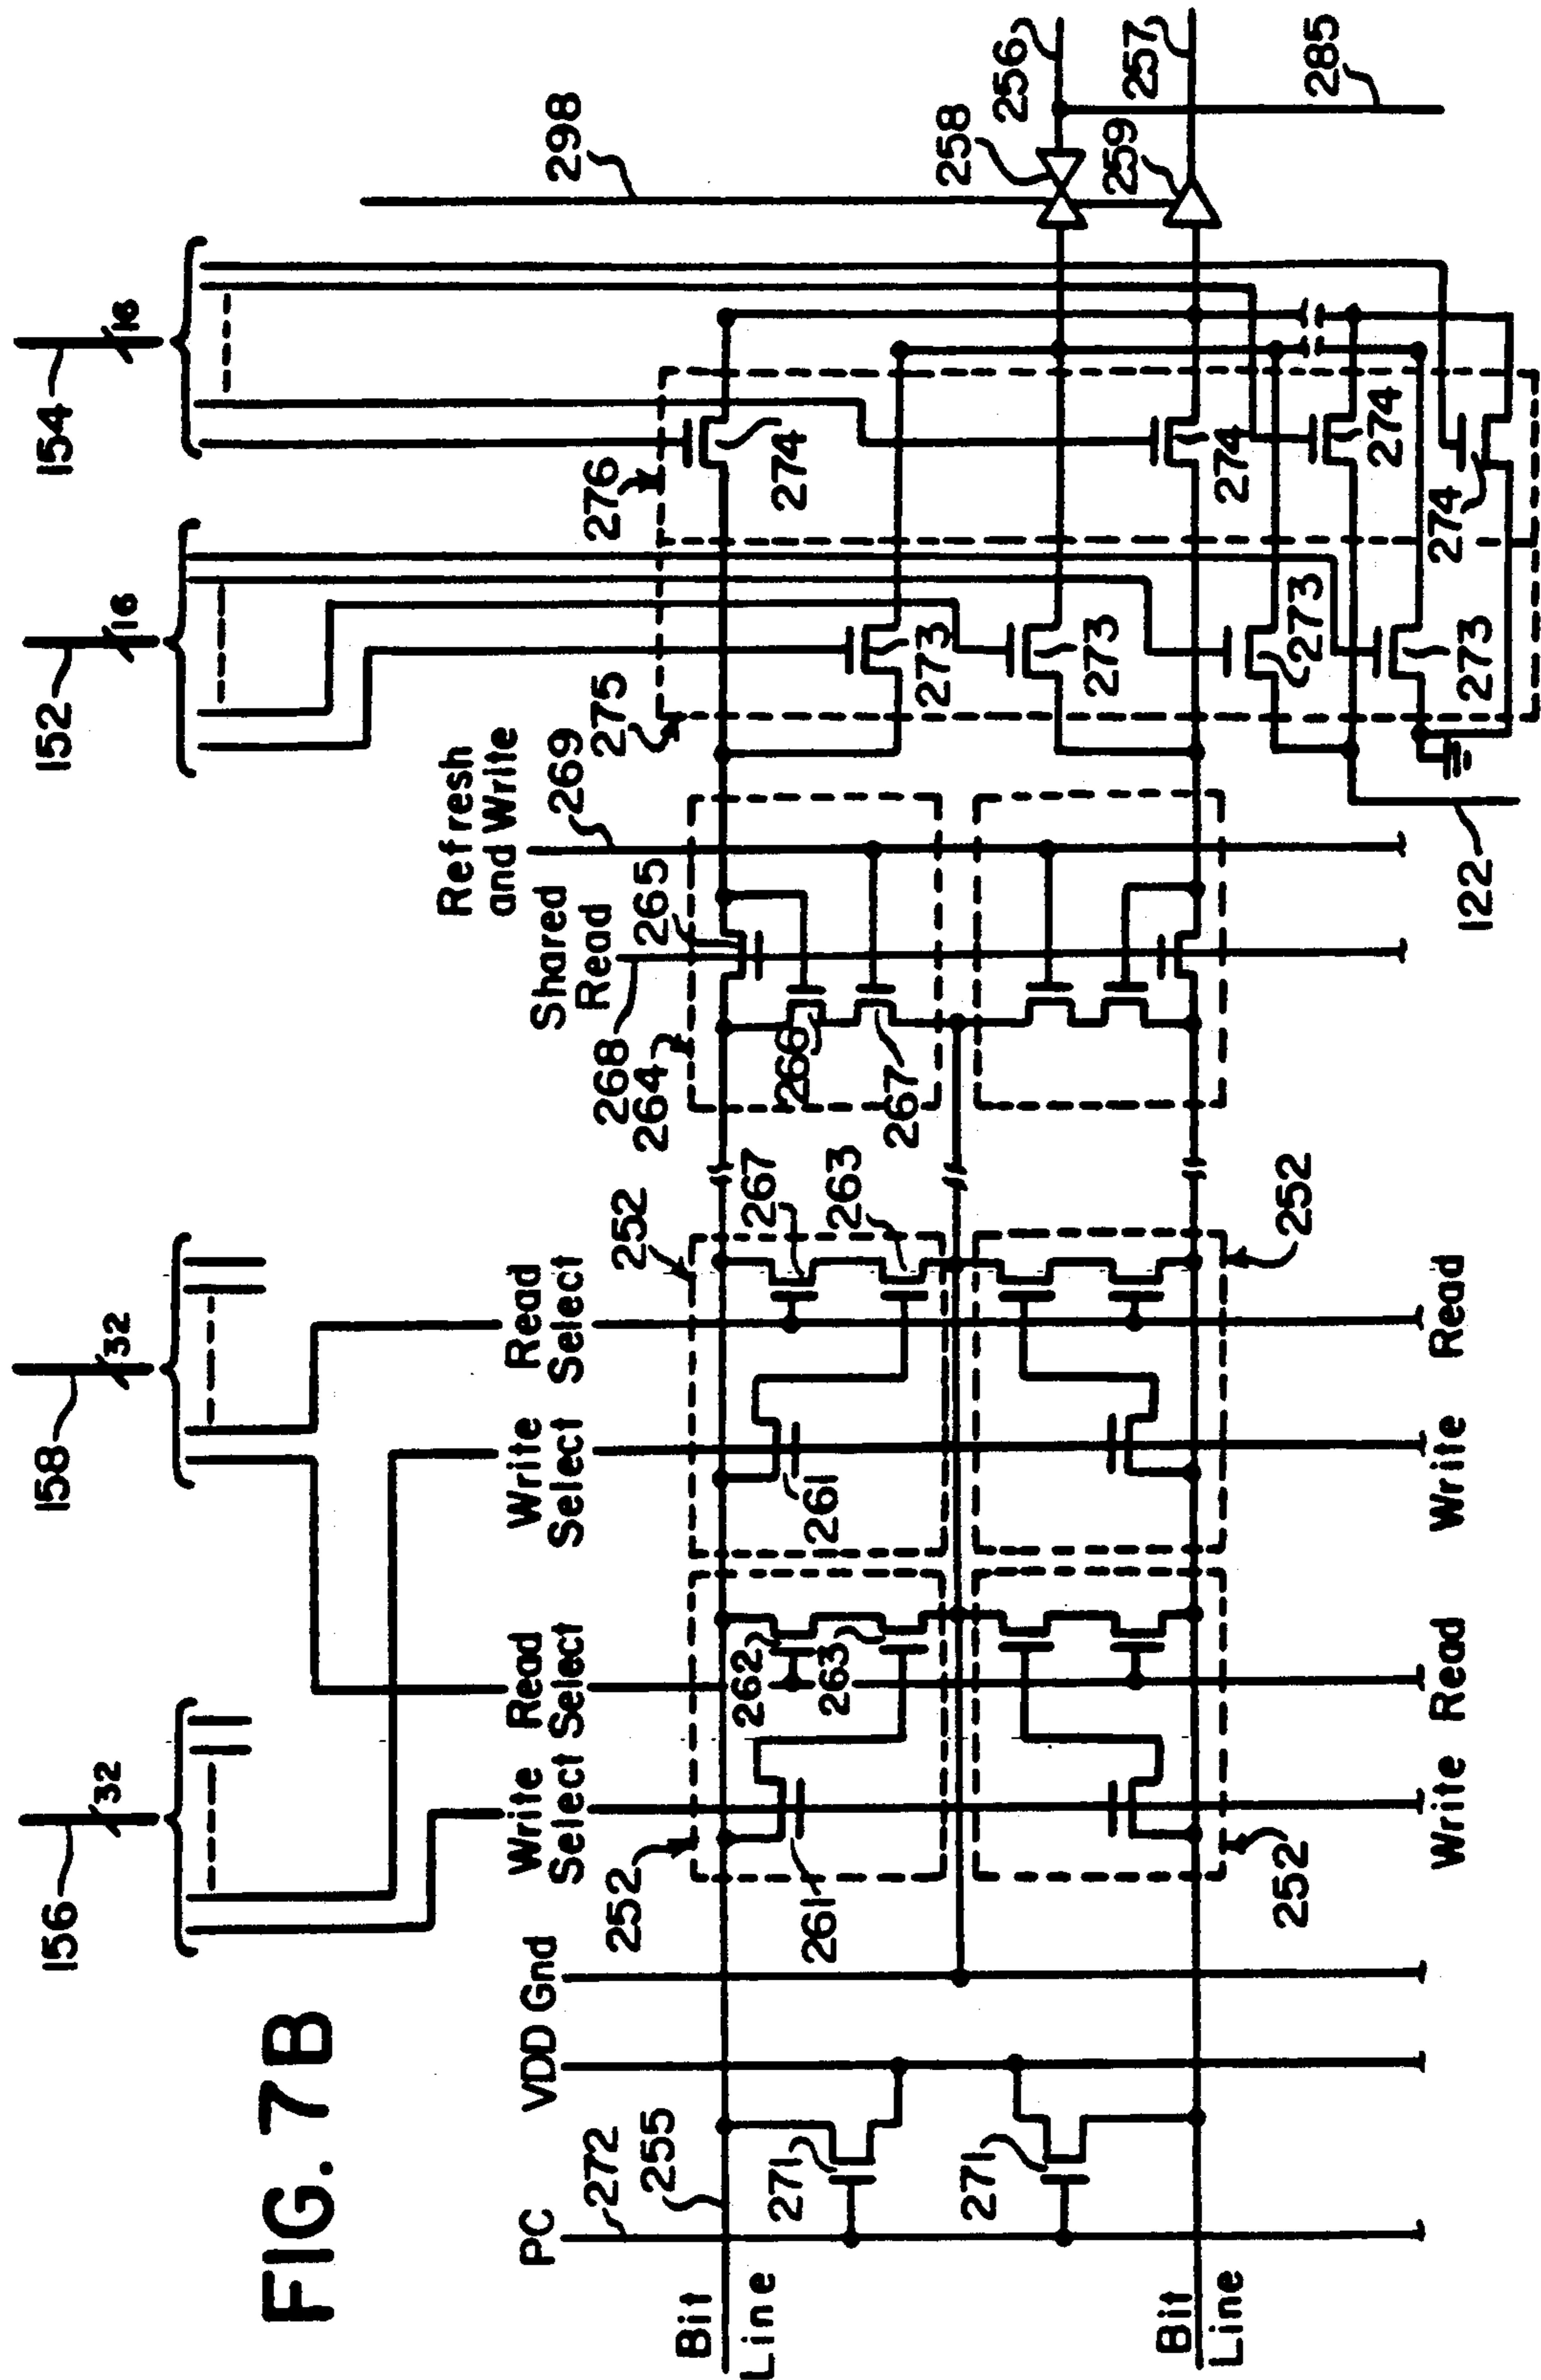 FIG. 7B
156
32
158
32
152
16
154
16
298
Write
Select
Read
Select
Write
Select
Read
Select
Shared
Read
Refresh
and Write
PC
272
255
VDD
Gnd
252
252
268
264
265
269
275
276
Bit
Line
271
261
262
263
261
267
263
266
267
273
274
258
256
271
273
259
257
Bit
Line
252
252
274
273
274
285
Write
Read
Write
Read
122
273
274